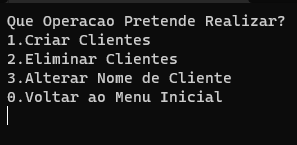 Que Operacao Pretende Realizar?
1.Criar Clientes
2.Eliminar Clientes
3.Alterar Nome de Cliente
0.Voltar ao Menu Inicial